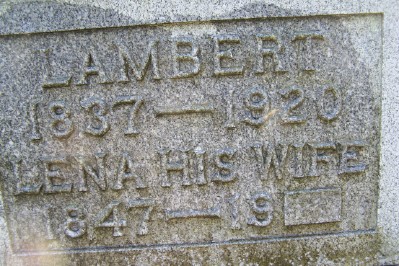 LAMBERT
1837—1920
LENA HIS WIFE
1847—19